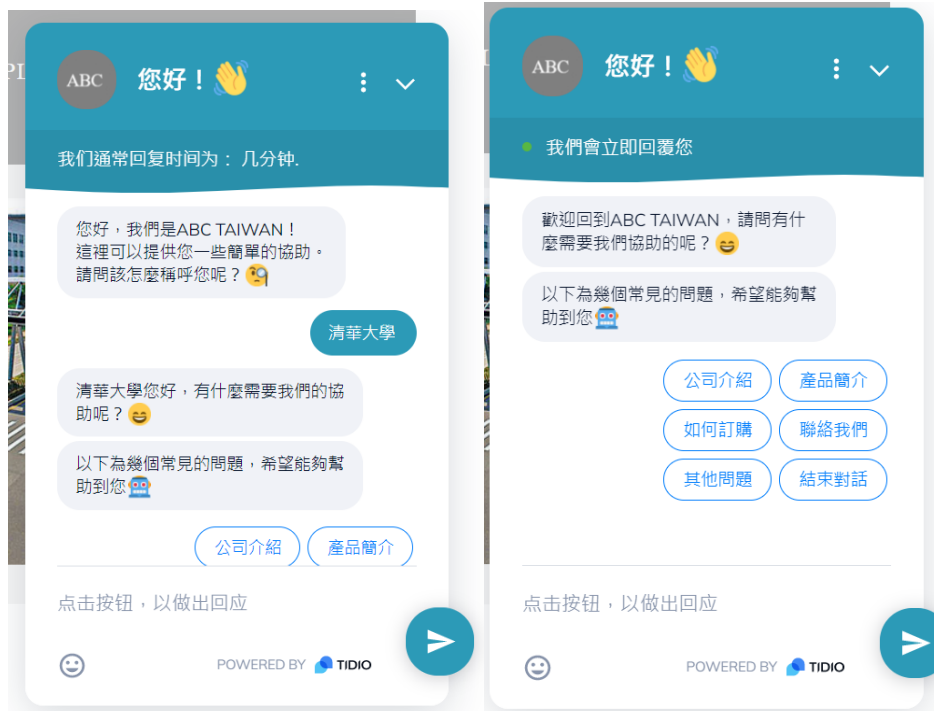 ABC
您好！👋
我们通常回复时间为： 几分钟.
您好，我們是ABC TAIWAN！
這裡可以提供您一些簡單的協助。
請問該怎麼稱呼您呢？🧐
清華大學
清華大學您好，有什麼需要我們的協
助呢？😄
以下為幾個常見的問題，希望能夠幫
助到您🤖
公司介紹
產品簡介
点击按钮，以做出回应
POWERED BY TIDIO
ABC
您好！👋
我們會立即回覆您
歡迎回到ABC TAIWAN，請問有什
麼需要我們協助的呢？😄
以下為幾個常見的問題，希望能夠幫
助到您🤖
公司介紹
產品簡介
如何訂購
聯絡我們
其他問題
結束對話
点击按钮，以做出回应
POWERED BY TIDIO